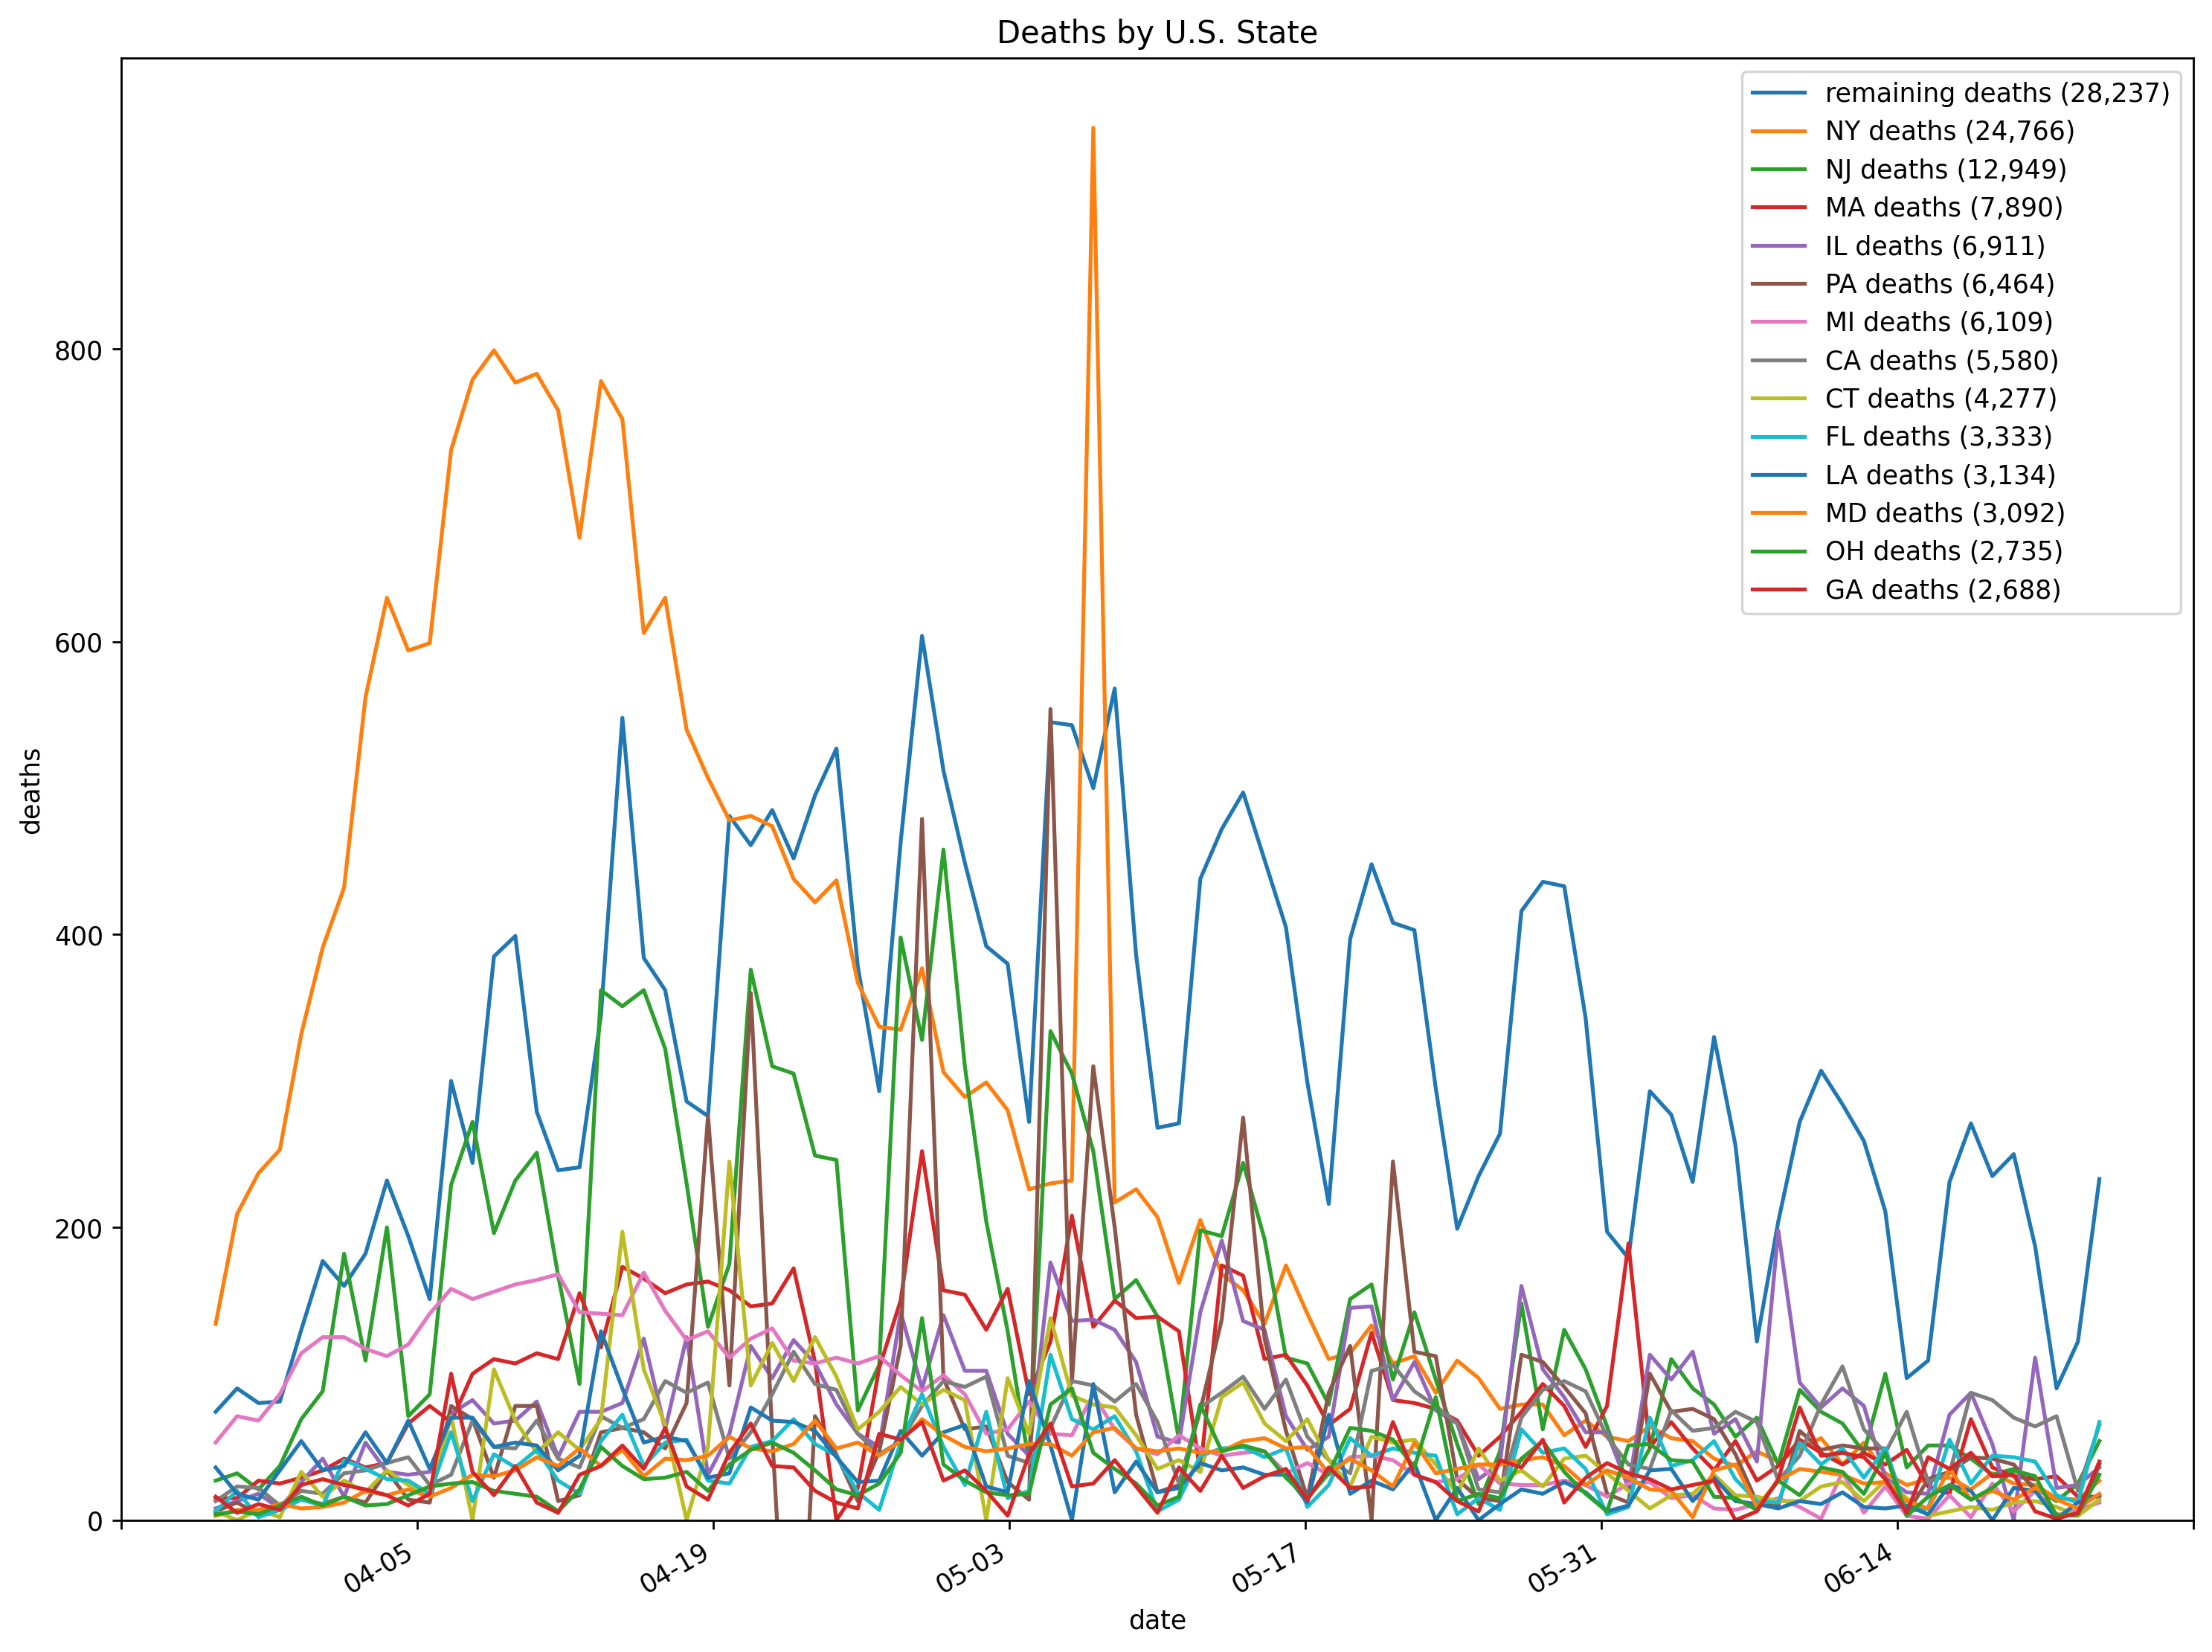 Deaths by U.S. State
remaining deaths (28,237)
NY deaths (24,766)
NJ deaths (12,949)
MA deaths (7,890)
IL deaths (6,911)
PA deaths (6,464)
MI deaths (6,109)
CA deaths (5,580)
CT deaths (4,277)
FL deaths (3,333)
LA deaths (3,134)
MD deaths (3,092)
OH deaths (2,735)
GA deaths (2,688)
800
600
400
200
0
deaths
04-05
04-19
05-03
05-17
05-31
06-14
date